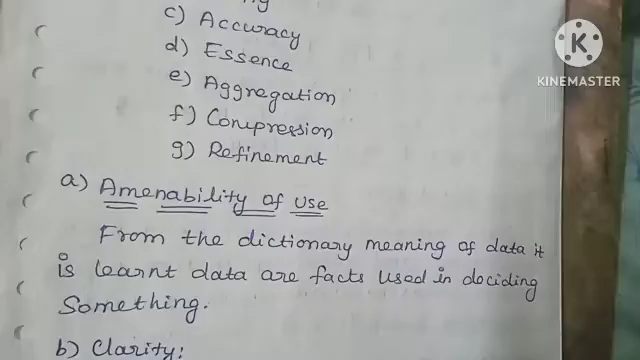 c) Accuracy
d) Essence
e) Aggregation
f) Compression
g) Refinement
a) Amenability of use
From the dictionary meaning of data it
is learnt data are facts used in deciding
Something.
b) Clarity:
K
KINEMASTER